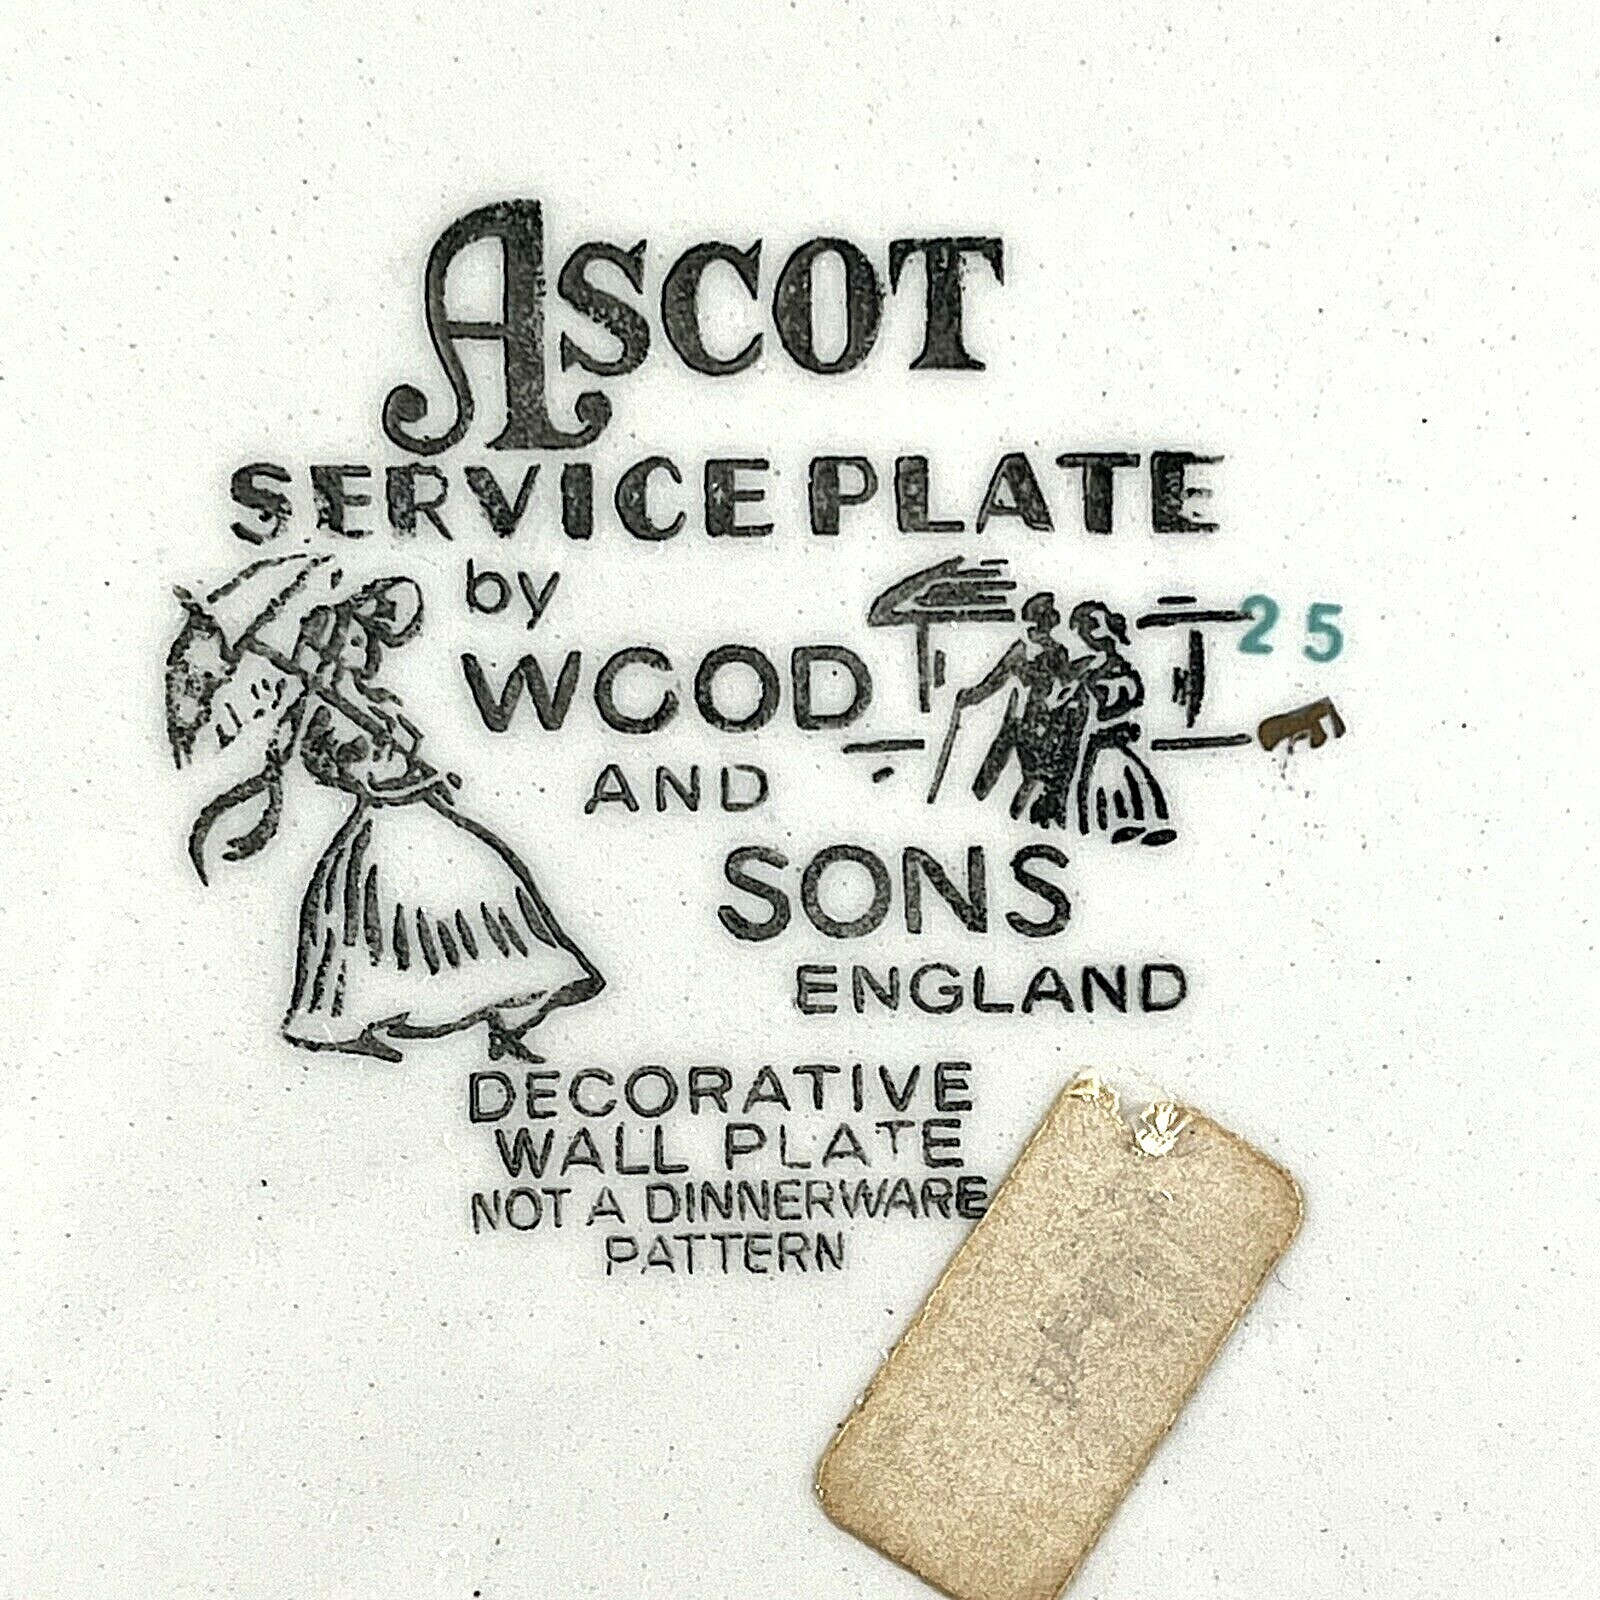 ASCOT
SERVICE PLATE
by
WOOD
25
AND
SONS
ENGLAND
DECORATIVE
WALL PLATE
NOT A DINNERWARE
PATTERN